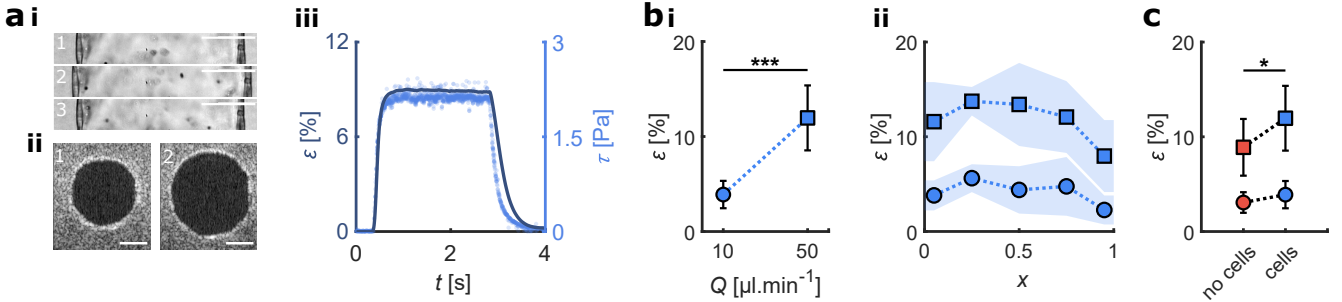 a i
1
2
3
ii
1
2
iii
12
6
0
ε [%]
3
1.5
0
τ [Pa]
0
2
4
t [s]
b i
20
10
0
ε [%]
***
10
50
Q [µl.min⁻¹]
ii
20
10
0
ε [%]
0
0.5
1
x
c
20
10
0
ε [%]
*
no cells
cells